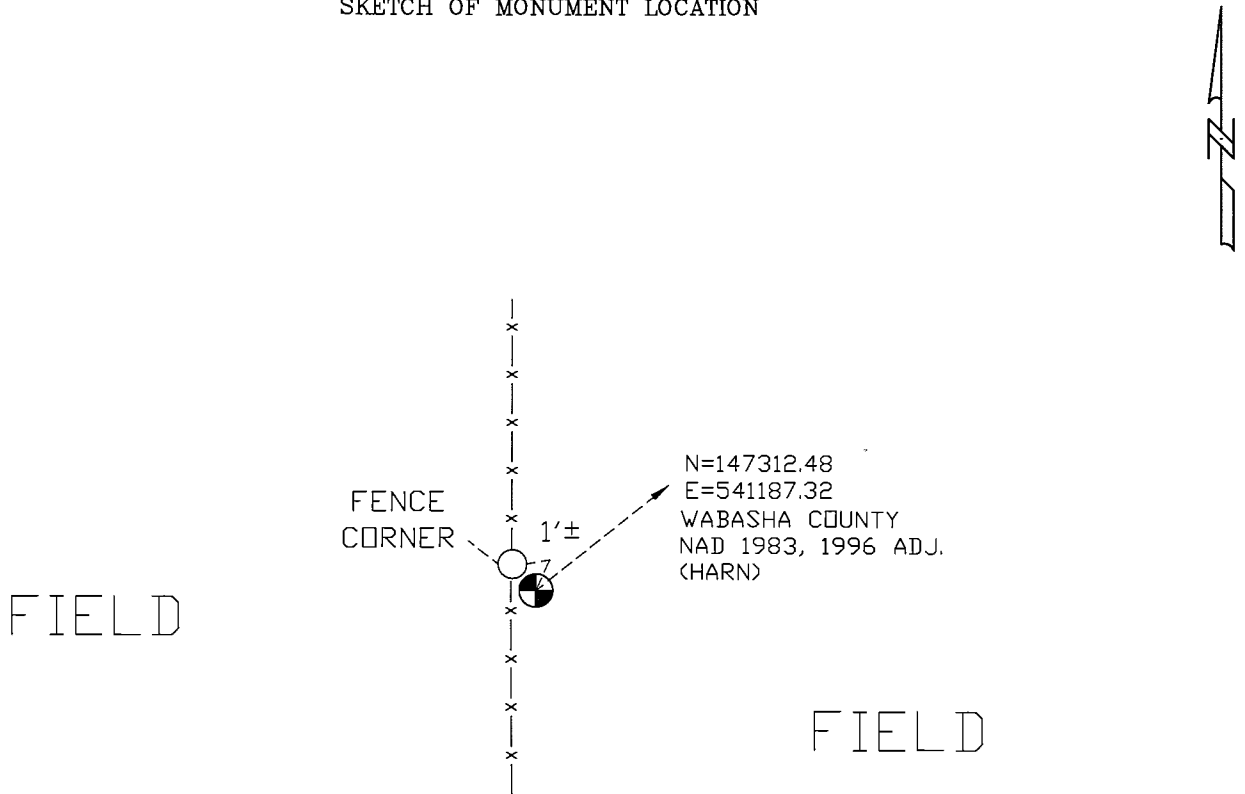 SKETCH OF MONUMENT LOCATION
N
N=147312.48
E=541187.32
WABASHA COUNTY
NAD 1983, 1996 ADJ.
(HARN)
FENCE
CORNER
1'±
FIELD
FIELD